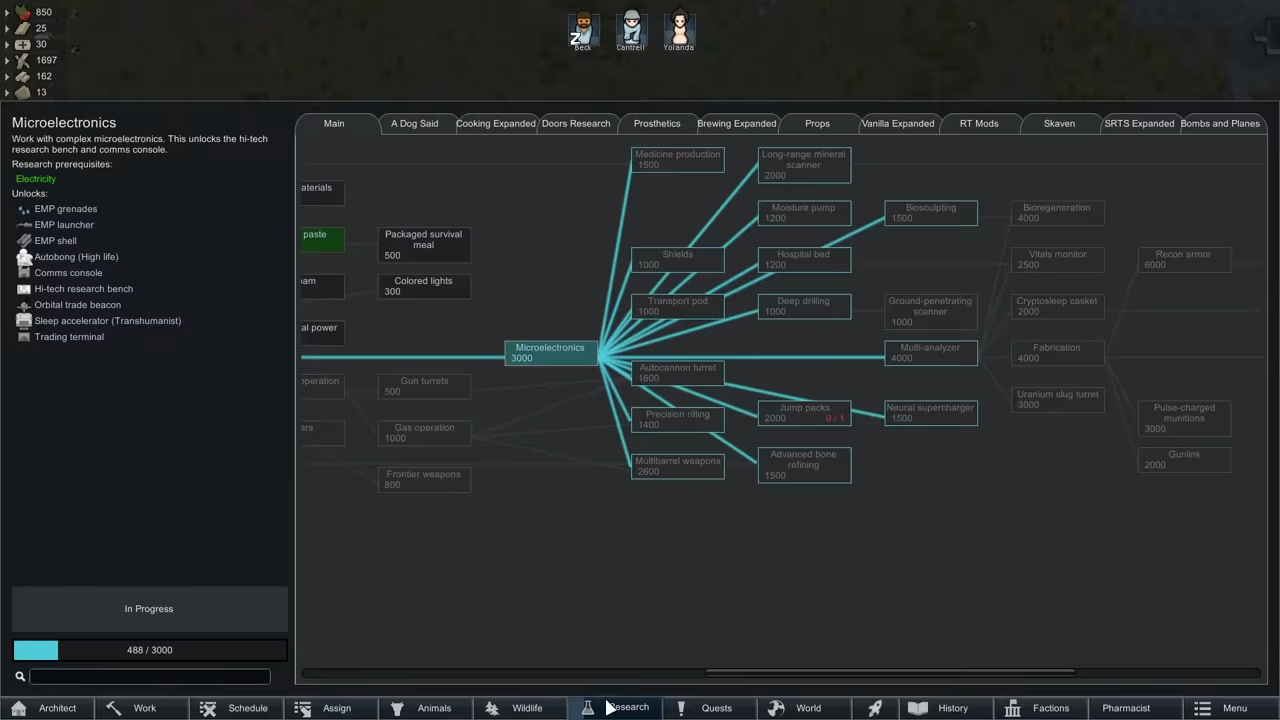 850
25
30
1697
162
13
Beck
Cantrell
Yolanda
Z
Microelectronics
Work with complex microelectronics. This unlocks the hi-tech
research bench and comms console.
Research prerequisites:
Electricity
Unlocks:
EMP grenades
EMP launcher
EMP shell
Autobong (High life)
Comms console
Hi-tech research bench
Orbital trade beacon
Sleep accelerator (Transhumanist)
Trading terminal
In Progress
488 / 3000
Main
A Dog Said
Cooking Expanded
Doors Research
Prosthetics
Brewing Expanded
Props
Vanilla Expanded
RT Mods
Skaven
SRTS Expanded
Bombs and Planes
aterials
paste
Packaged survival
meal
500
Colored lights
300
al power
Microelectronics
3000
Gun turrets
500
Gas operation
1000
Frontier weapons
800
Medicine production
1500
Shields
1000
Transport pod
1000
Autocannon turret
1600
Precision rifling
1400
Multibarrel weapons
2600
Long-range mineral
scanner
2000
Moisture pump
1200
Hospital bed
1200
Deep drilling
1000
Jump packs
2000 0 / 1
Advanced bone
refining
1500
Biosculpting
1500
Ground-penetrating
scanner
1000
Multi-analyzer
4000
Neural supercharger
1500
Bioregeneration
4000
Vitals monitor
2500
Cryptosleep casket
2000
Fabrication
4000
Uranium slug turret
3000
Recon armor
6000
Pulse-charged
munitions
3000
Gunlink
2000
Architect
Work
Schedule
Assign
Animals
Wildlife
Research
Quests
World
History
Factions
Pharmacist
Menu